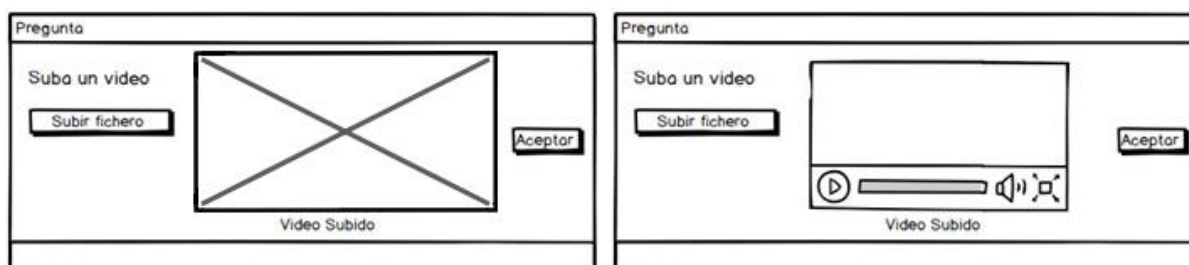 Pregunta
Suba un video
Subir fichero
Aceptar
Video Subido
Pregunta
Suba un video
Subir fichero
Aceptar
Video Subido